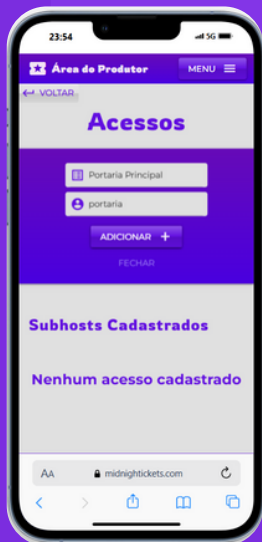 23:54
5G
Área do Produtor
MENU
VOLTAR
Acessos
Portaria Principal
portaria
ADICIONAR +
FECHAR
Subhosts Cadastrados
Nenhum acesso cadastrado
AA
midnightickets.com